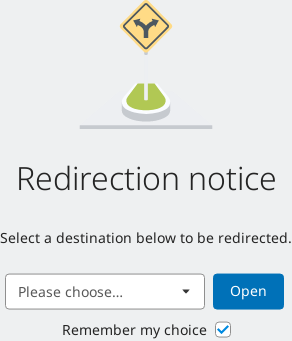 Redirection notice
Select a destination below to be redirected.
Please choose... Open
Remember my choice